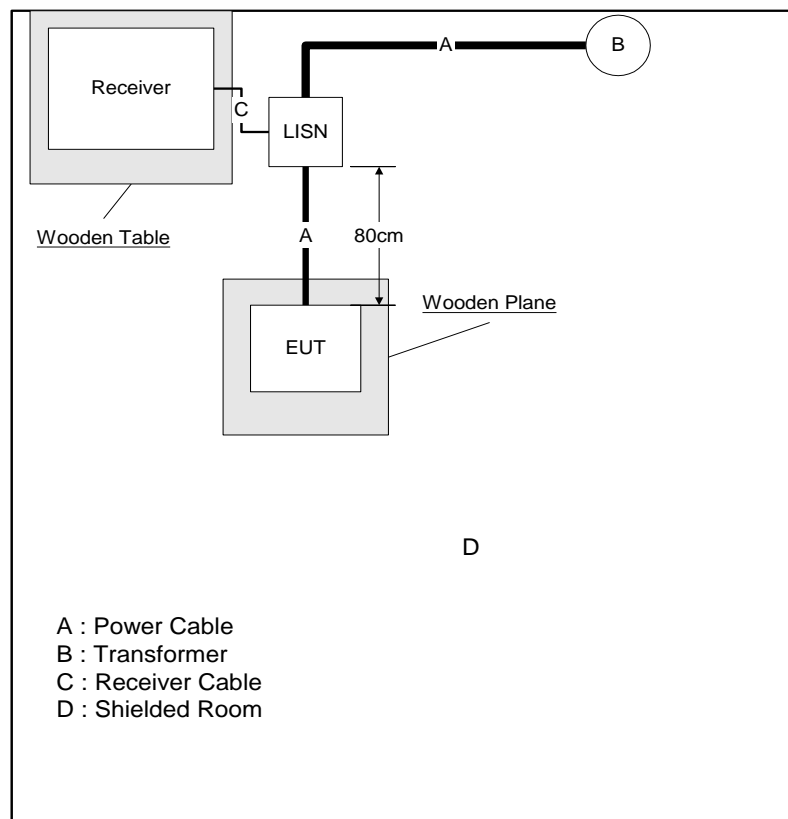 A
B
Receiver
C
LISN
Wooden Table
A
80cm
Wooden Plane
EUT
D
A : Power Cable
B : Transformer
C : Receiver Cable
D : Shielded Room